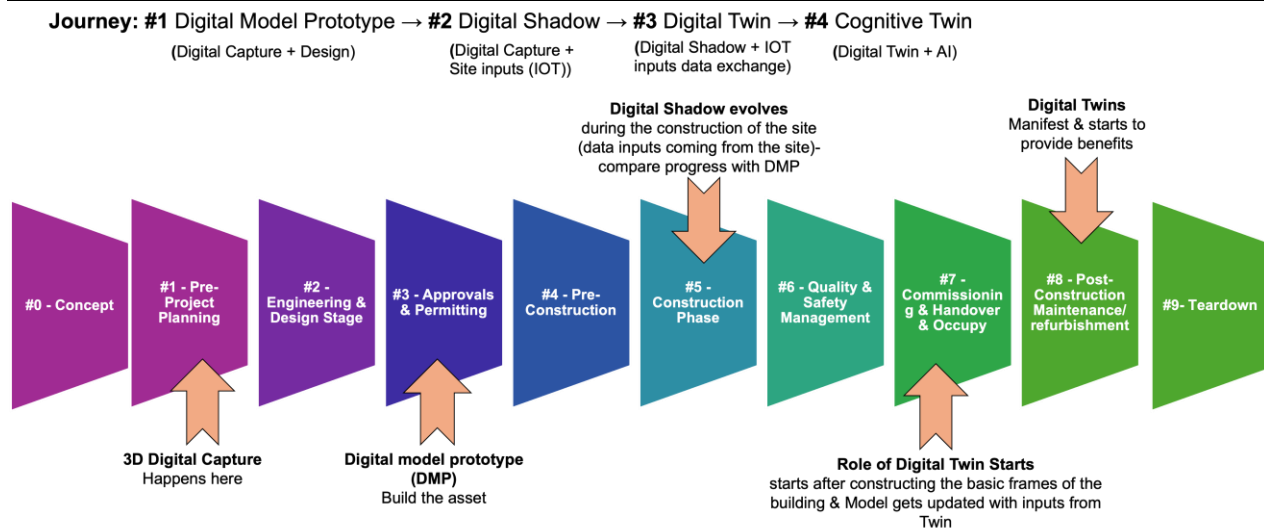 Journey: #1 Digital Model Prototype → #2 Digital Shadow → #3 Digital Twin → #4 Cognitive Twin
(Digital Capture + Design)
(Digital Capture +
Site inputs (IOT))
(Digital Shadow + IOT
inputs data exchange)
(Digital Twin + AI)
Digital Shadow evolves
during the construction of the site
(data inputs coming from the site)-
compare progress with DMP
Digital Twins
Manifest & starts to
provide benefits
#0 - Concept
#1 - Pre-
Project
Planning
#2 -
Engineering &
Design Stage
#3 - Approvals
& Permitting
#4 - Pre-
Construction
#5 -
Construction
Phase
#6 - Quality &
Safety
Management
#7 -
Commissionin
g & Handover
& Occupy
#8 - Post-
Construction
Maintenance/
refurbishment
#9- Teardown
3D Digital Capture
Happens here
Digital model prototype
(DMP)
Build the asset
Role of Digital Twin Starts
starts after constructing the basic frames of the
building & Model gets updated with inputs from
Twin